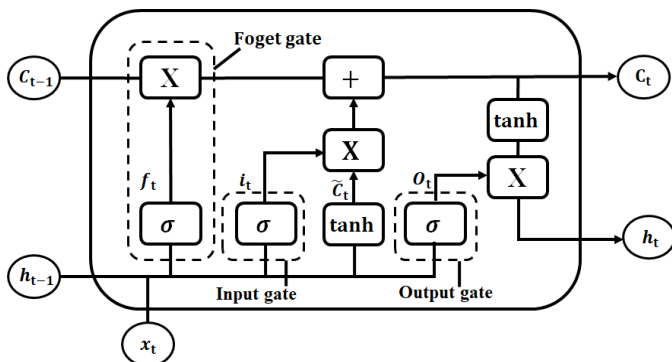 Foget gate
C_{t-1}
X
+
C_t
tanh
X
X
f_t
i_t
C̃_t
O_t
σ
σ
tanh
σ
h_t
h_{t-1}
Input gate
Output gate
x_t